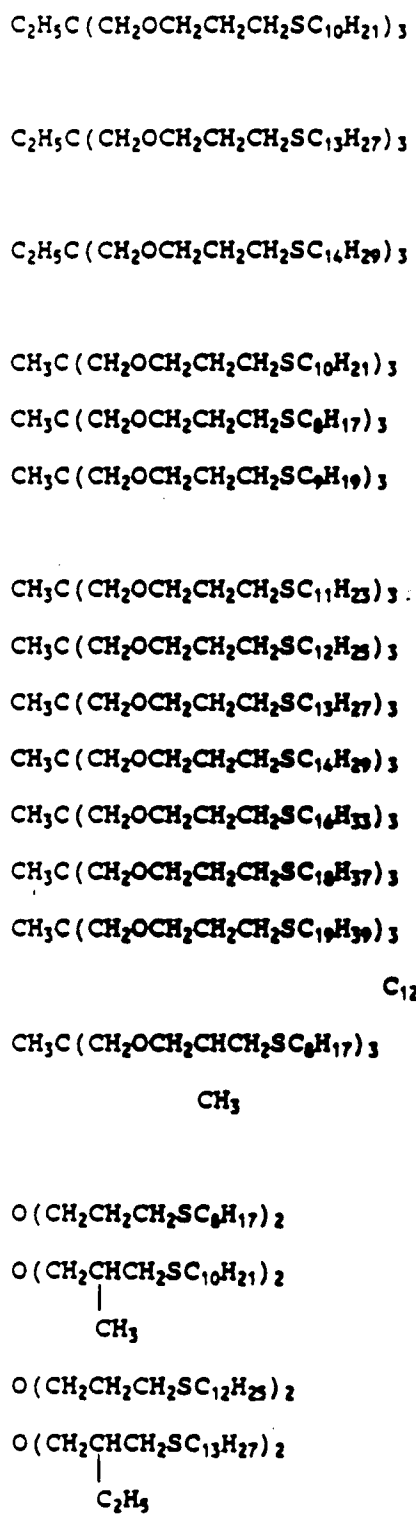 C₂H₅C(CH₂OCH₂CH₂CH₂SC₁₀H₂₁)₃
C₂H₅C(CH₂OCH₂CH₂CH₂SC₁₃H₂₇)₃
C₂H₅C(CH₂OCH₂CH₂CH₂SC₁₄H₂₉)₃
CH₃C(CH₂OCH₂CH₂CH₂SC₁₀H₂₁)₃
CH₃C(CH₂OCH₂CH₂CH₂SC₈H₁₇)₃
CH₃C(CH₂OCH₂CH₂CH₂SC₉H₁₉)₃
CH₃C(CH₂OCH₂CH₂CH₂SC₁₁H₂₃)₃
CH₃C(CH₂OCH₂CH₂CH₂SC₁₂H₂₅)₃
CH₃C(CH₂OCH₂CH₂CH₂SC₁₃H₂₇)₃
CH₃C(CH₂OCH₂CH₂CH₂SC₁₄H₂₉)₃
CH₃C(CH₂OCH₂CH₂CH₂SC₁₆H₃₃)₃
CH₃C(CH₂OCH₂CH₂CH₂SC₁₈H₃₇)₃
CH₃C(CH₂OCH₂CH₂CH₂SC₁₉H₃₉)₃
C₁₂
CH₃C(CH₂OCH₂CHCH₂SC₈H₁₇)₃
CH₃
O(CH₂CH₂CH₂SC₈H₁₇)₂
O(CH₂CHCH₂SC₁₀H₂₁)₂
CH₃
O(CH₂CH₂CH₂SC₁₂H₂₅)₂
O(CH₂CHCH₂SC₁₃H₂₇)₂
C₂H₅